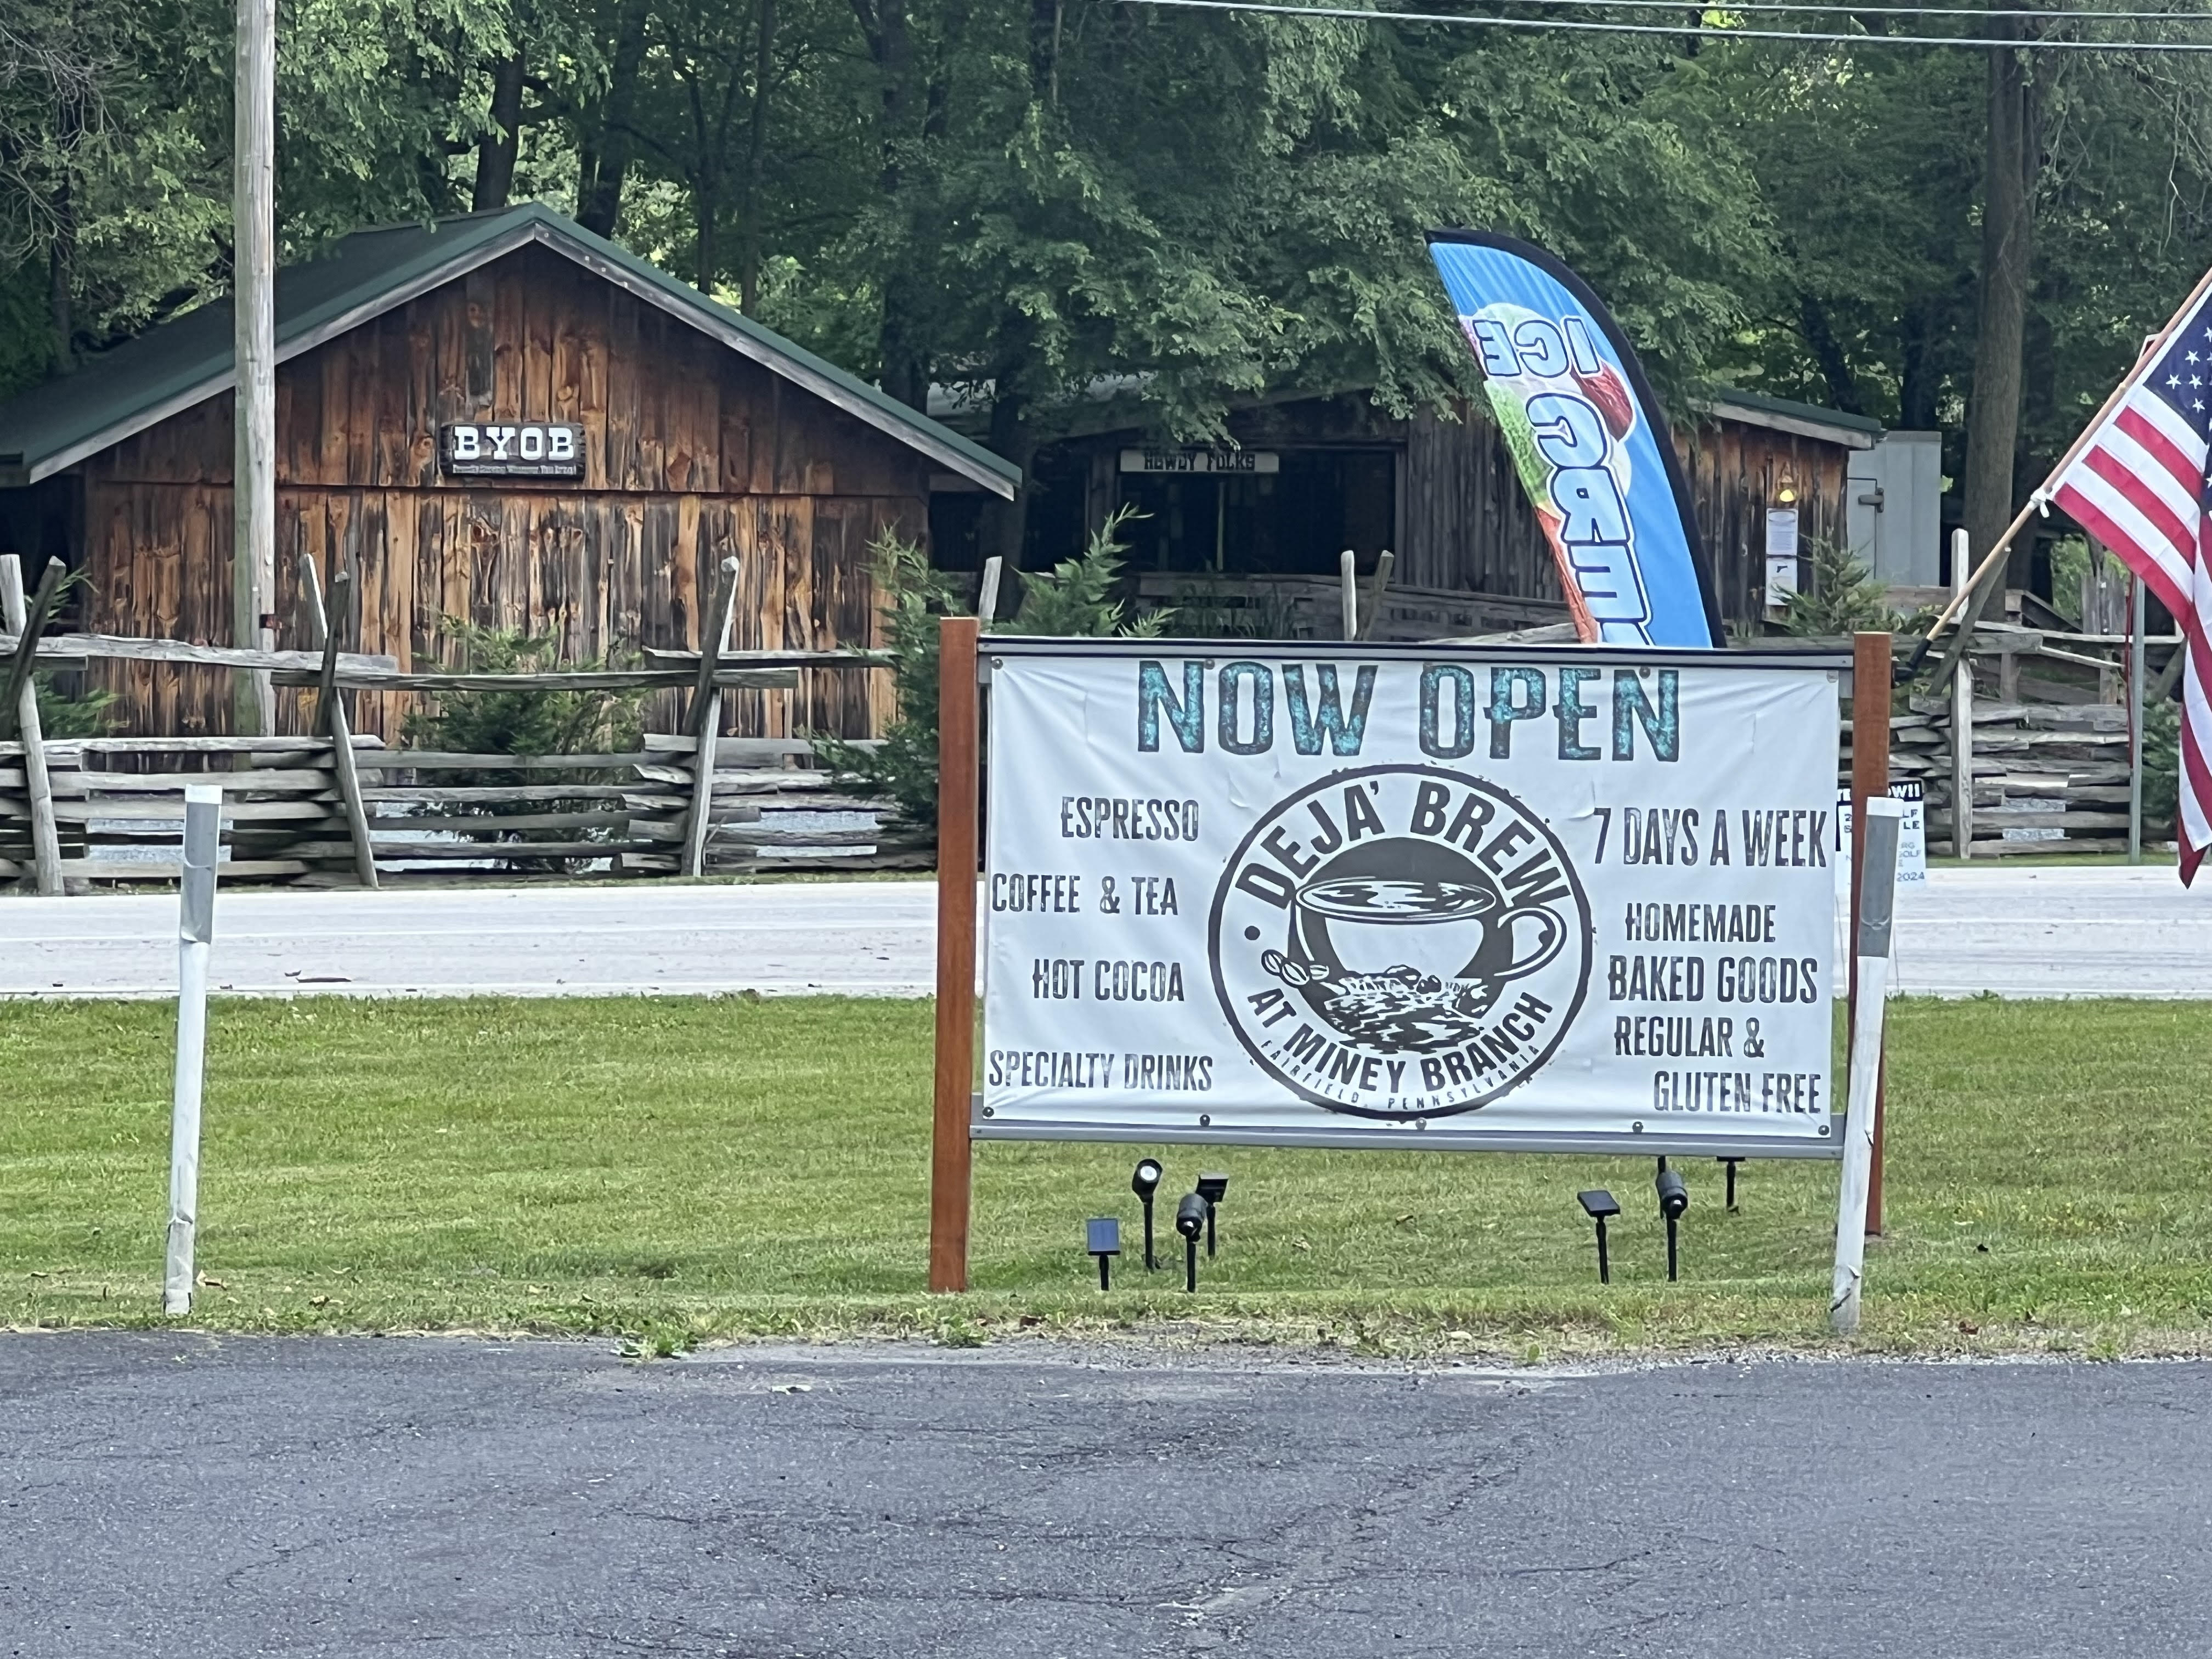 BYOB
HOWDY FOLKS
ICE
CREAM
NOW OPEN
ESPRESSO
COFFEE & TEA
HOT COCOA
SPECIALTY DRINKS
DEJA' BREW
AT MINEY BRANCH
FAIRFIELD, PENNSYLVANIA
7 DAYS A WEEK
HOMEMADE
BAKED GOODS
REGULAR &
GLUTEN FREE
2024